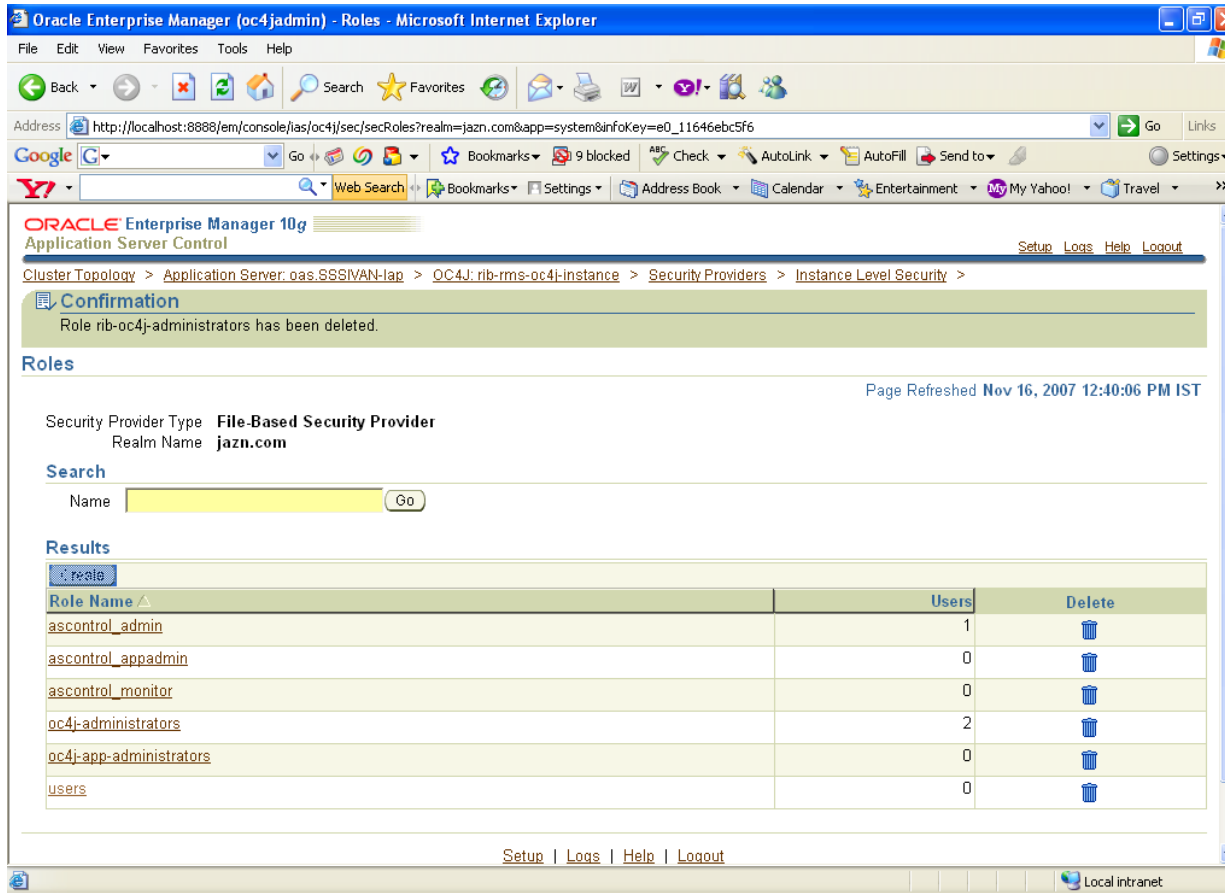 Oracle Enterprise Manager (oc4jadmin) - Roles - Microsoft Internet Explorer
File Edit View Favorites Tools Help
Back Search Favorites
Address http://localhost:8888/em/console/ias/oc4j/sec/secRoles?realm=jazn.com&app=system&infoKey=e0_11646ebc5f6 Go Links
Google G Go Bookmarks 9 blocked ABC Check AutoLink AutoFill Send to Settings
Y! Web Search Bookmarks Settings Address Book Calendar Entertainment My My Yahoo! Travel >>
ORACLE Enterprise Manager 10g
Application Server Control
Setup Logs Help Logout
Cluster Topology > Application Server: oas.SSSIVAN-lap > OC4J: rib-rms-oc4j-instance > Security Providers > Instance Level Security >
Confirmation
Role rib-oc4j-administrators has been deleted.
Roles
Page Refreshed Nov 16, 2007 12:40:06 PM IST
Security Provider Type File-Based Security Provider
Realm Name jazn.com
Search
Name Go
Results
Create
Role Name Users Delete
ascontrol_admin 1
ascontrol_appadmin 0
ascontrol_monitor 0
oc4j-administrators 2
oc4j-app-administrators 0
users 0
Setup | Logs | Help | Logout
Local intranet